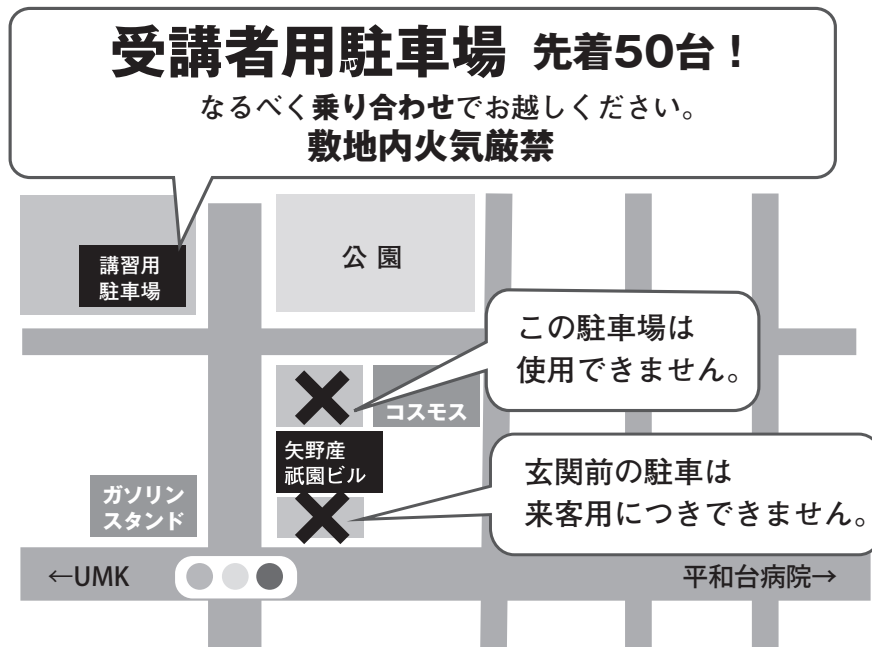 受講者用駐車場 先着50台！
なるべく乗り合わせでお越しください。
敷地内火気厳禁
講習用
駐車場
公園
この駐車場は
使用できません。
コスモス
矢野産
祇園ビル
玄関前の駐車は
来客用につきできません。
ガソリン
スタンド
←UMK
平和台病院→